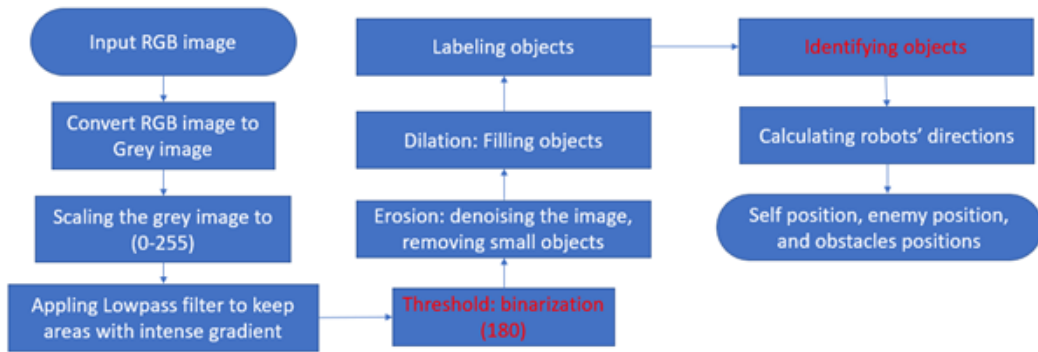 Input RGB image
Convert RGB image to
Grey image
Scaling the grey image to
(0-255)
Appling Lowpass filter to keep
areas with intense gradient
Threshold: binarization
(180)
Erosion: denoising the image,
removing small objects
Dilation: Filling objects
Labeling objects
Identifying objects
Calculating robots’ directions
Self position, enemy position,
and obstacles positions